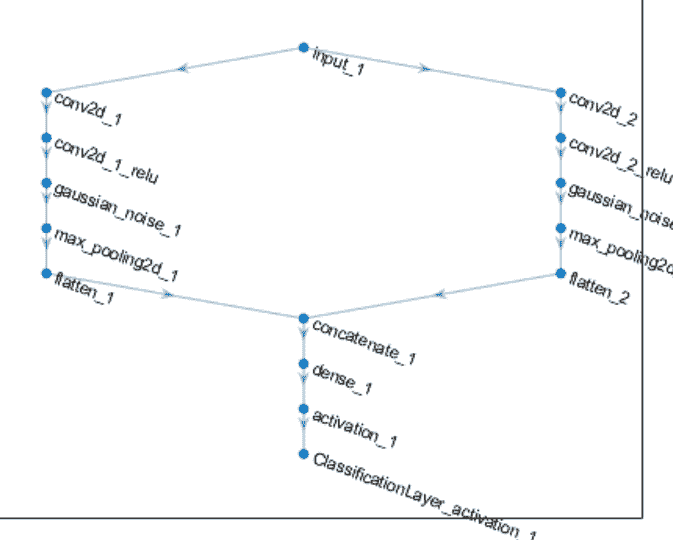 input_1
conv2d_1
conv2d_2
conv2d_1_relu
conv2d_2_relu
gaussian_noise_1
gaussian_noise
max_pooling2d_1
max_pooling2d
flatten_1
flatten_2
concatenate_1
dense_1
activation_1
ClassificationLayer_activation_1